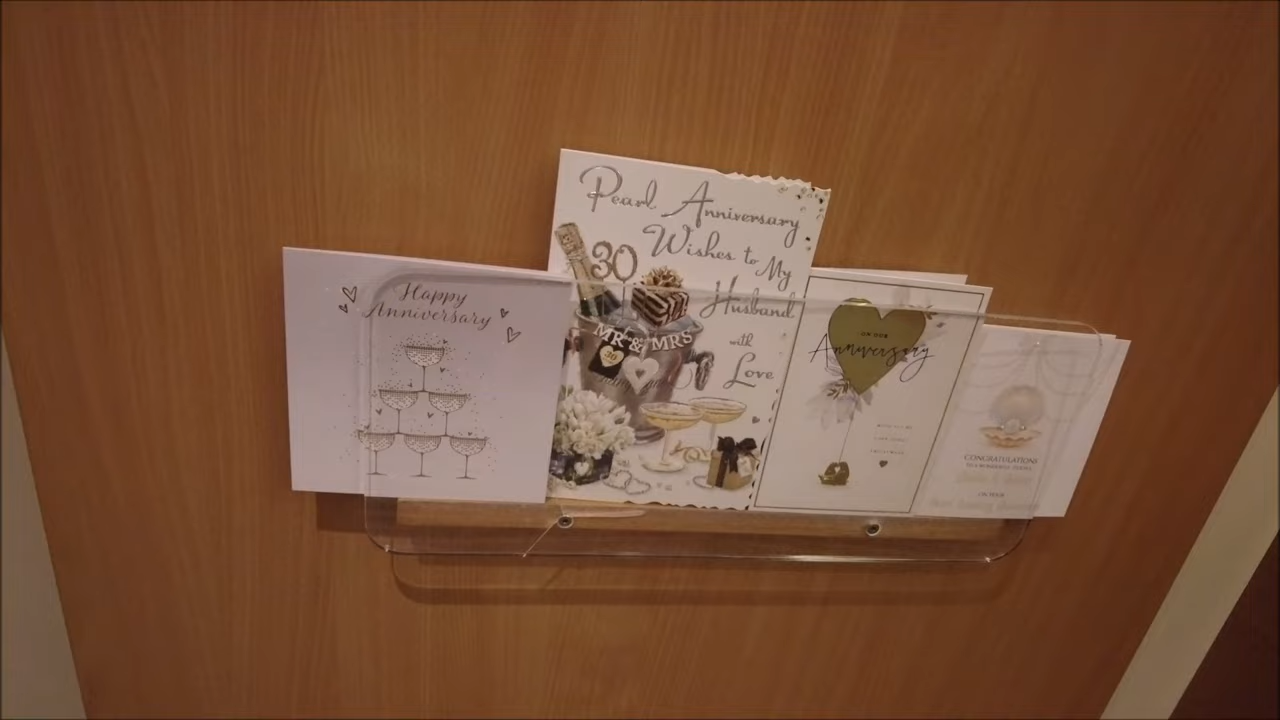 Happy
Anniversary
Pearl Anniversary
Wishes to My
Husband
with
Love
30
MR & MRS
30
ON OUR
Anniversary
CONGRATULATIONS
ON YOUR